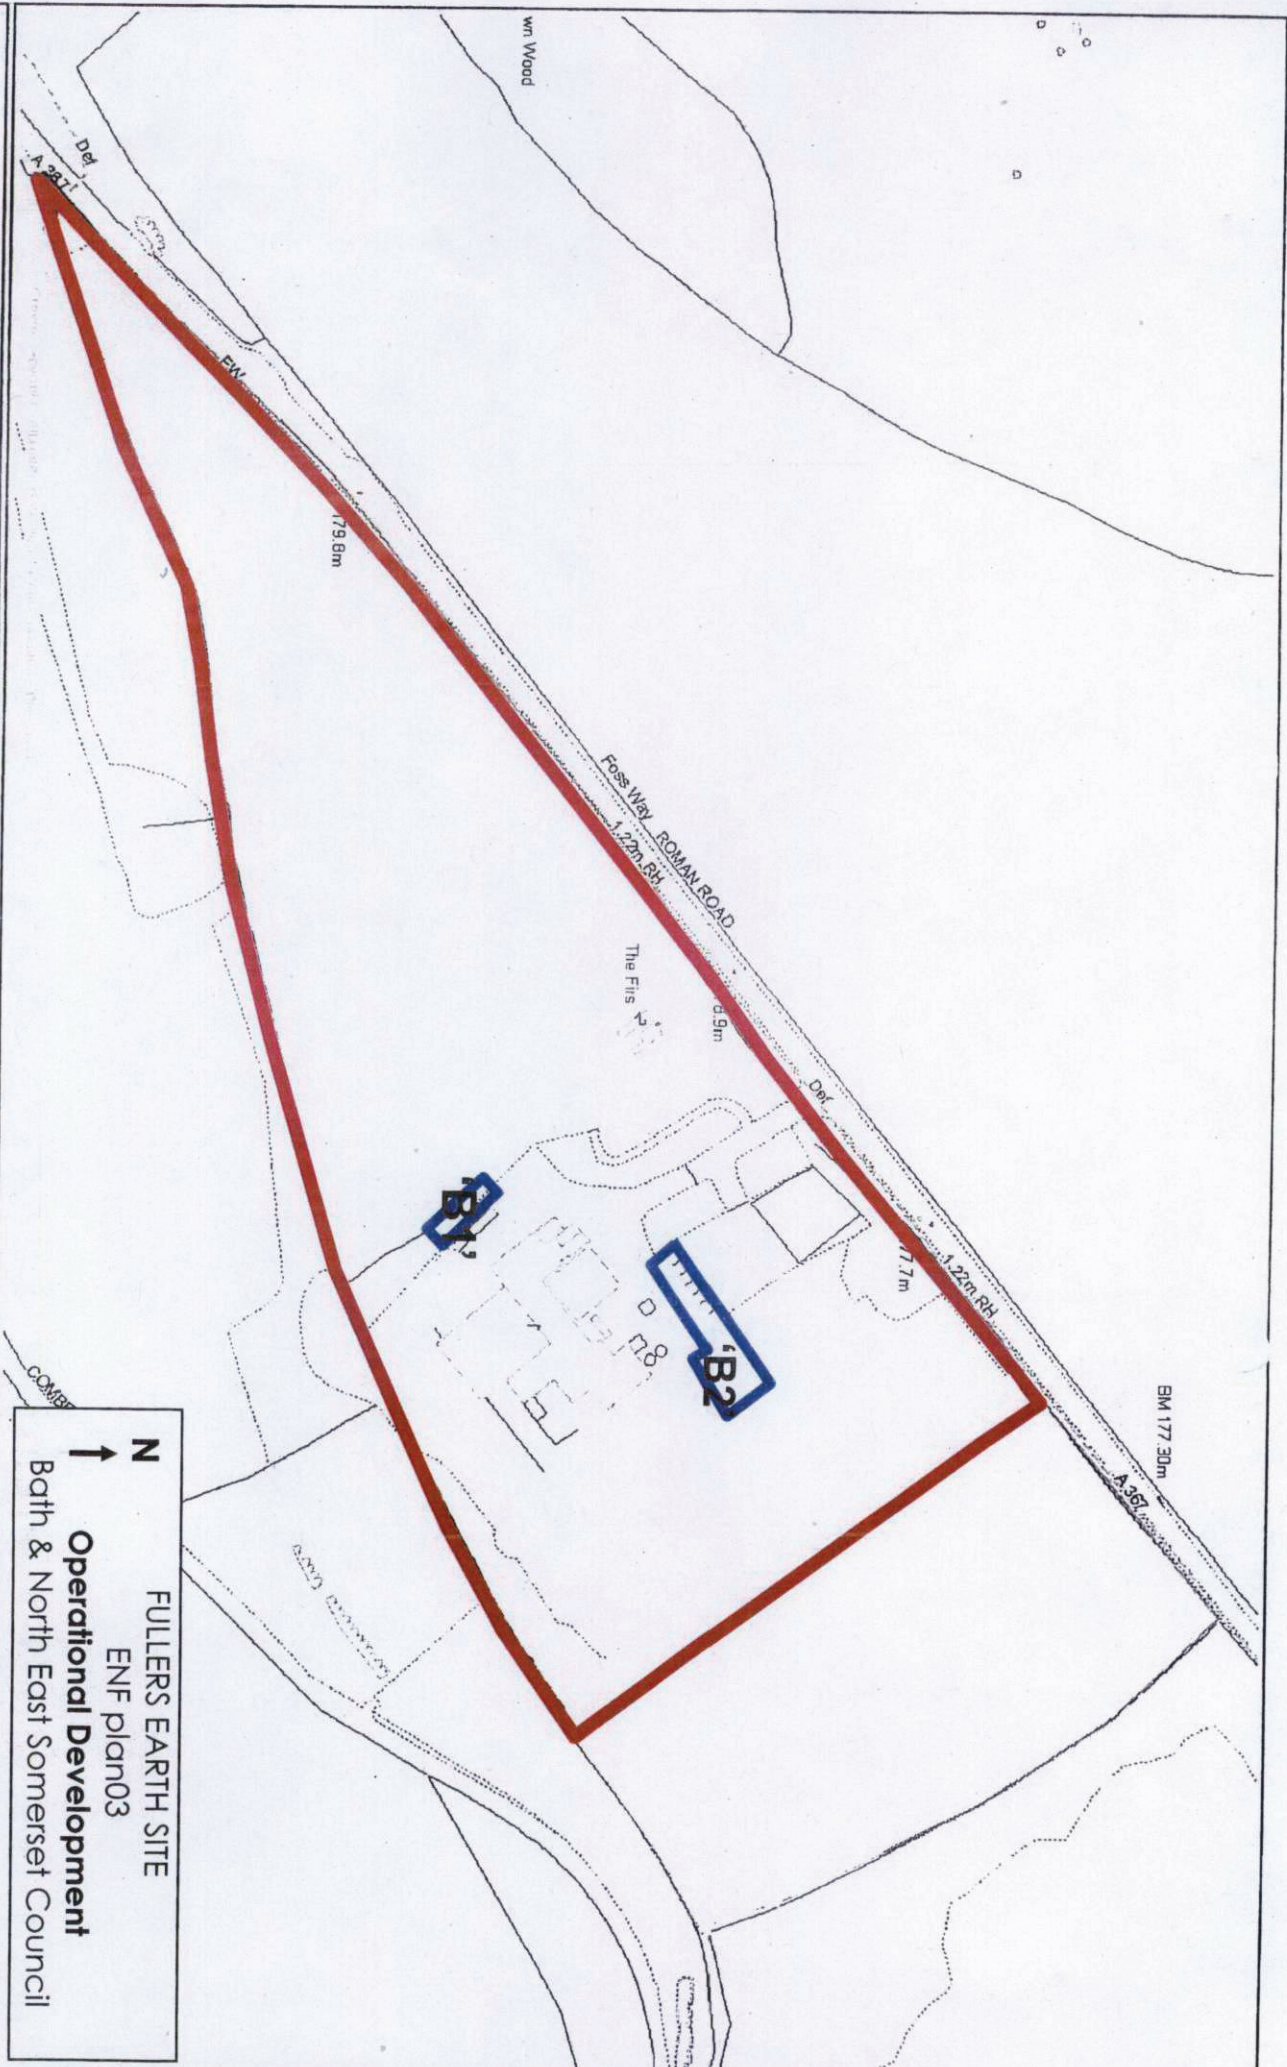 wn Wood
Def
FW
179.8m
Foss Way ROMAN ROAD
1.22m RH
The Firs
8.9m
Def
77.7m
1.22m RH
BM 177.30m
A 367
'B1'
'B2'
COMBE
N
FULLERS EARTH SITE
ENF plan03
Operational Development
Bath & North East Somerset Council